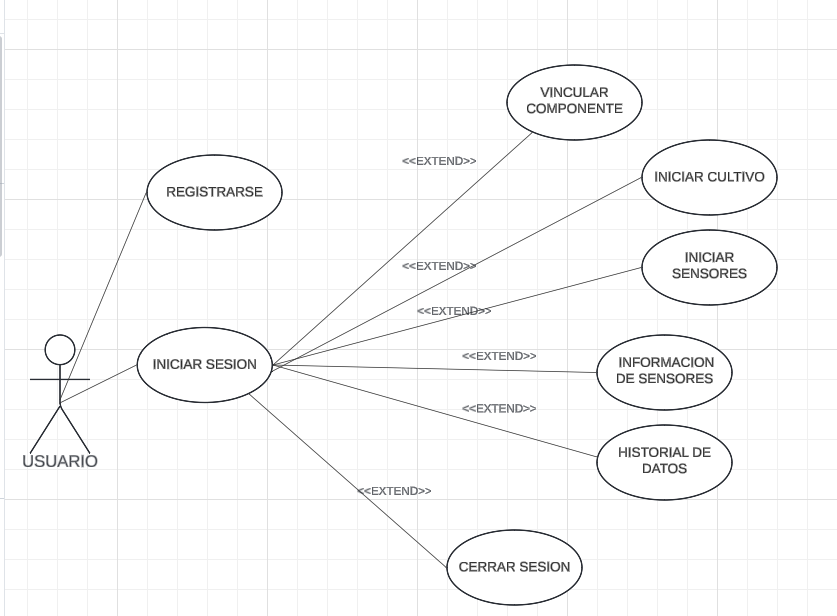 VINCULAR
COMPONENTE
<<EXTEND>>
INICIAR CULTIVO
REGISTRARSE
<<EXTEND>>
INICIAR
SENSORES
<<EXTEND>>
<<EXTEND>>
INICIAR SESION
INFORMACION
DE SENSORES
<<EXTEND>>
HISTORIAL DE
DATOS
USUARIO
<<EXTEND>>
CERRAR SESION